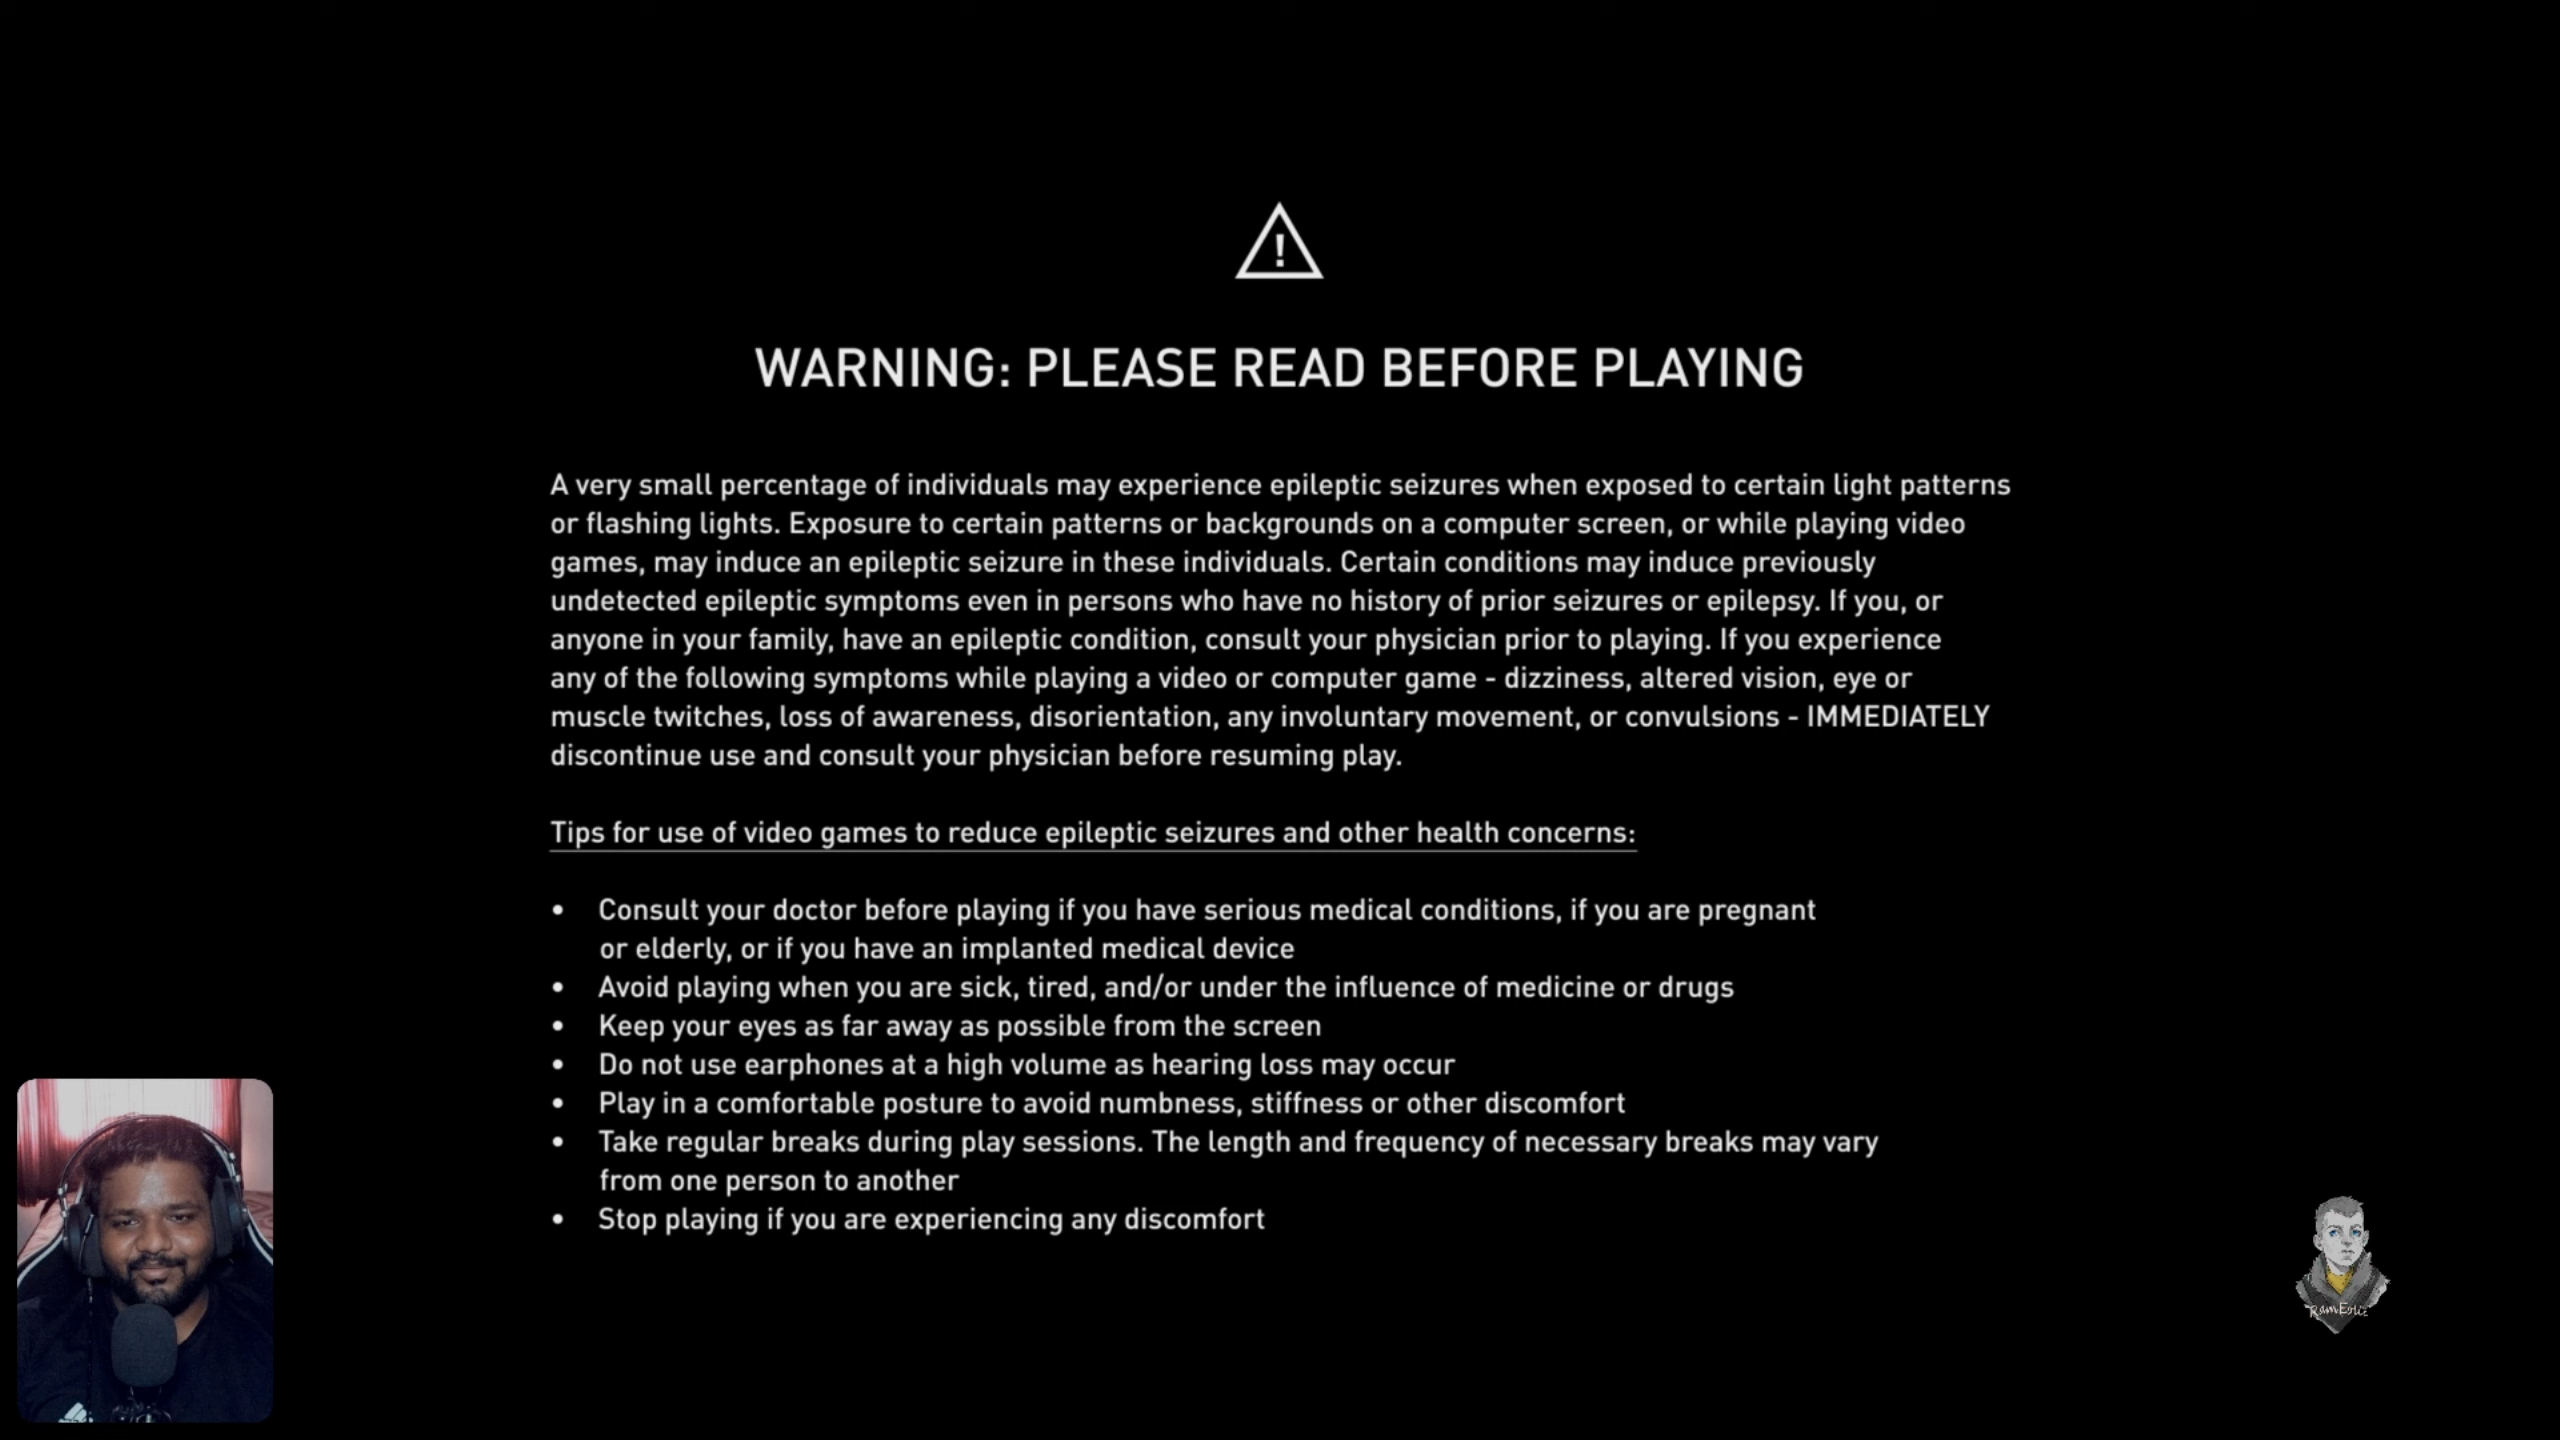 !
WARNING: PLEASE READ BEFORE PLAYING
A very small percentage of individuals may experience epileptic seizures when exposed to certain light patterns
or flashing lights. Exposure to certain patterns or backgrounds on a computer screen, or while playing video
games, may induce an epileptic seizure in these individuals. Certain conditions may induce previously
undetected epileptic symptoms even in persons who have no history of prior seizures or epilepsy. If you, or
anyone in your family, have an epileptic condition, consult your physician prior to playing. If you experience
any of the following symptoms while playing a video or computer game - dizziness, altered vision, eye or
muscle twitches, loss of awareness, disorientation, any involuntary movement, or convulsions - IMMEDIATELY
discontinue use and consult your physician before resuming play.
Tips for use of video games to reduce epileptic seizures and other health concerns:
• Consult your doctor before playing if you have serious medical conditions, if you are pregnant
or elderly, or if you have an implanted medical device
• Avoid playing when you are sick, tired, and/or under the influence of medicine or drugs
• Keep your eyes as far away as possible from the screen
• Do not use earphones at a high volume as hearing loss may occur
• Play in a comfortable posture to avoid numbness, stiffness or other discomfort
• Take regular breaks during play sessions. The length and frequency of necessary breaks may vary
from one person to another
• Stop playing if you are experiencing any discomfort